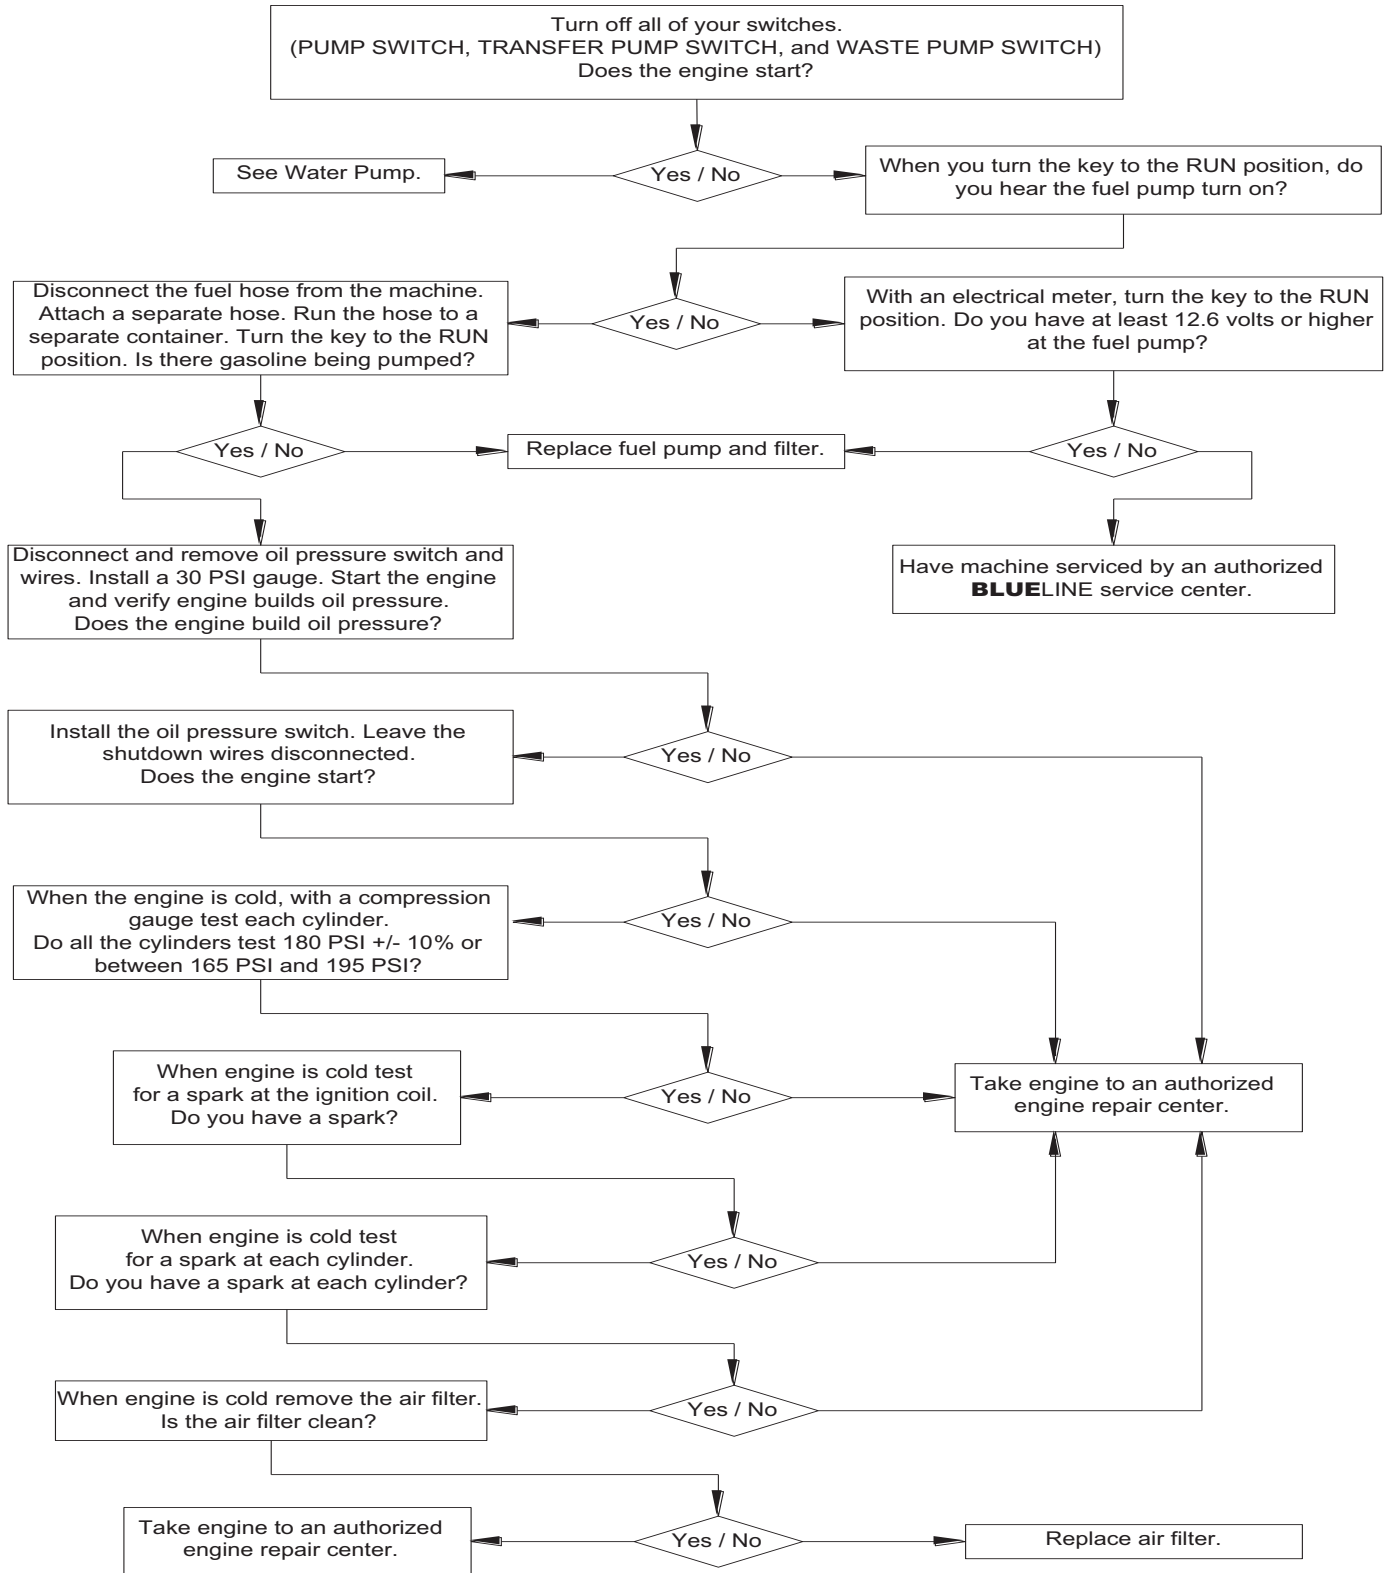 Turn off all of your switches.
(PUMP SWITCH, TRANSFER PUMP SWITCH, and WASTE PUMP SWITCH)
Does the engine start?
See Water Pump.
Yes / No
When you turn the key to the RUN position, do
you hear the fuel pump turn on?
Disconnect the fuel hose from the machine.
Attach a separate hose. Run the hose to a
separate container. Turn the key to the RUN
position. Is there gasoline being pumped?
Yes / No
With an electrical meter, turn the key to the RUN
position. Do you have at least 12.6 volts or higher
at the fuel pump?
Yes / No
Replace fuel pump and filter.
Yes / No
Disconnect and remove oil pressure switch and
wires. Install a 30 PSI gauge. Start the engine
and verify engine builds oil pressure.
Does the engine build oil pressure?
Have machine serviced by an authorized
BLUELINE service center.
Install the oil pressure switch. Leave the
shutdown wires disconnected.
Does the engine start?
Yes / No
When the engine is cold, with a compression
gauge test each cylinder.
Do all the cylinders test 180 PSI +/- 10% or
between 165 PSI and 195 PSI?
Yes / No
When engine is cold test
for a spark at the ignition coil.
Do you have a spark?
Yes / No
Take engine to an authorized
engine repair center.
When engine is cold test
for a spark at each cylinder.
Do you have a spark at each cylinder?
Yes / No
When engine is cold remove the air filter.
Is the air filter clean?
Yes / No
Take engine to an authorized
engine repair center.
Yes / No
Replace air filter.